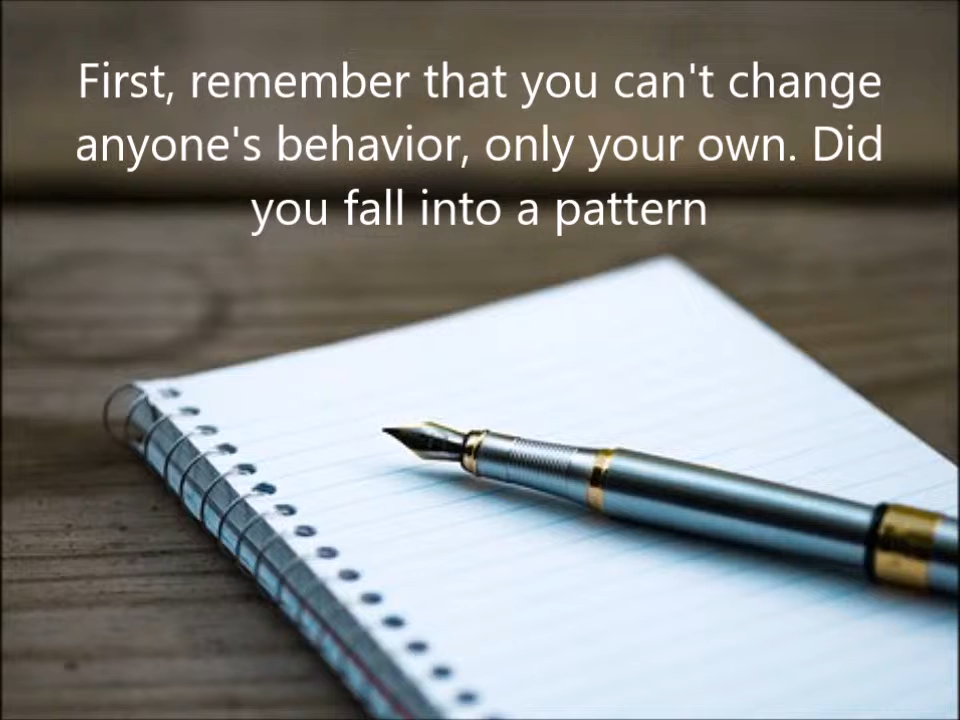 First, remember that you can't change
anyone's behavior, only your own. Did
you fall into a pattern